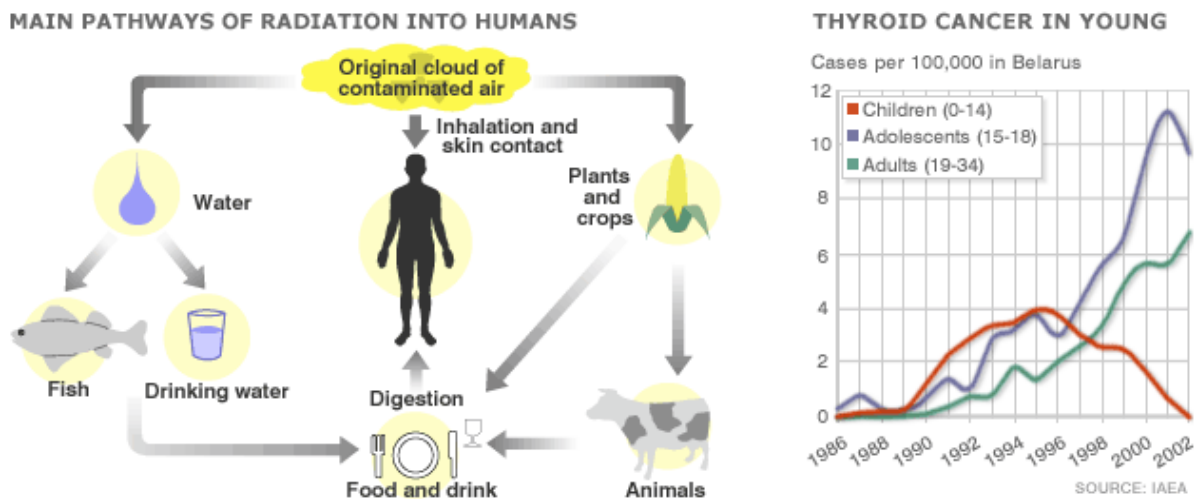 MAIN PATHWAYS OF RADIATION INTO HUMANS
Original cloud of
contaminated air
Inhalation and
skin contact
Water
Plants
and
crops
Fish
Drinking water
Digestion
Food and drink
Animals
THYROID CANCER IN YOUNG
Cases per 100,000 in Belarus
12
10
8
6
4
2
0
Children (0-14)
Adolescents (15-18)
Adults (19-34)
1986
1988
1990
1992
1994
1996
1998
2000
2002
SOURCE: IAEA